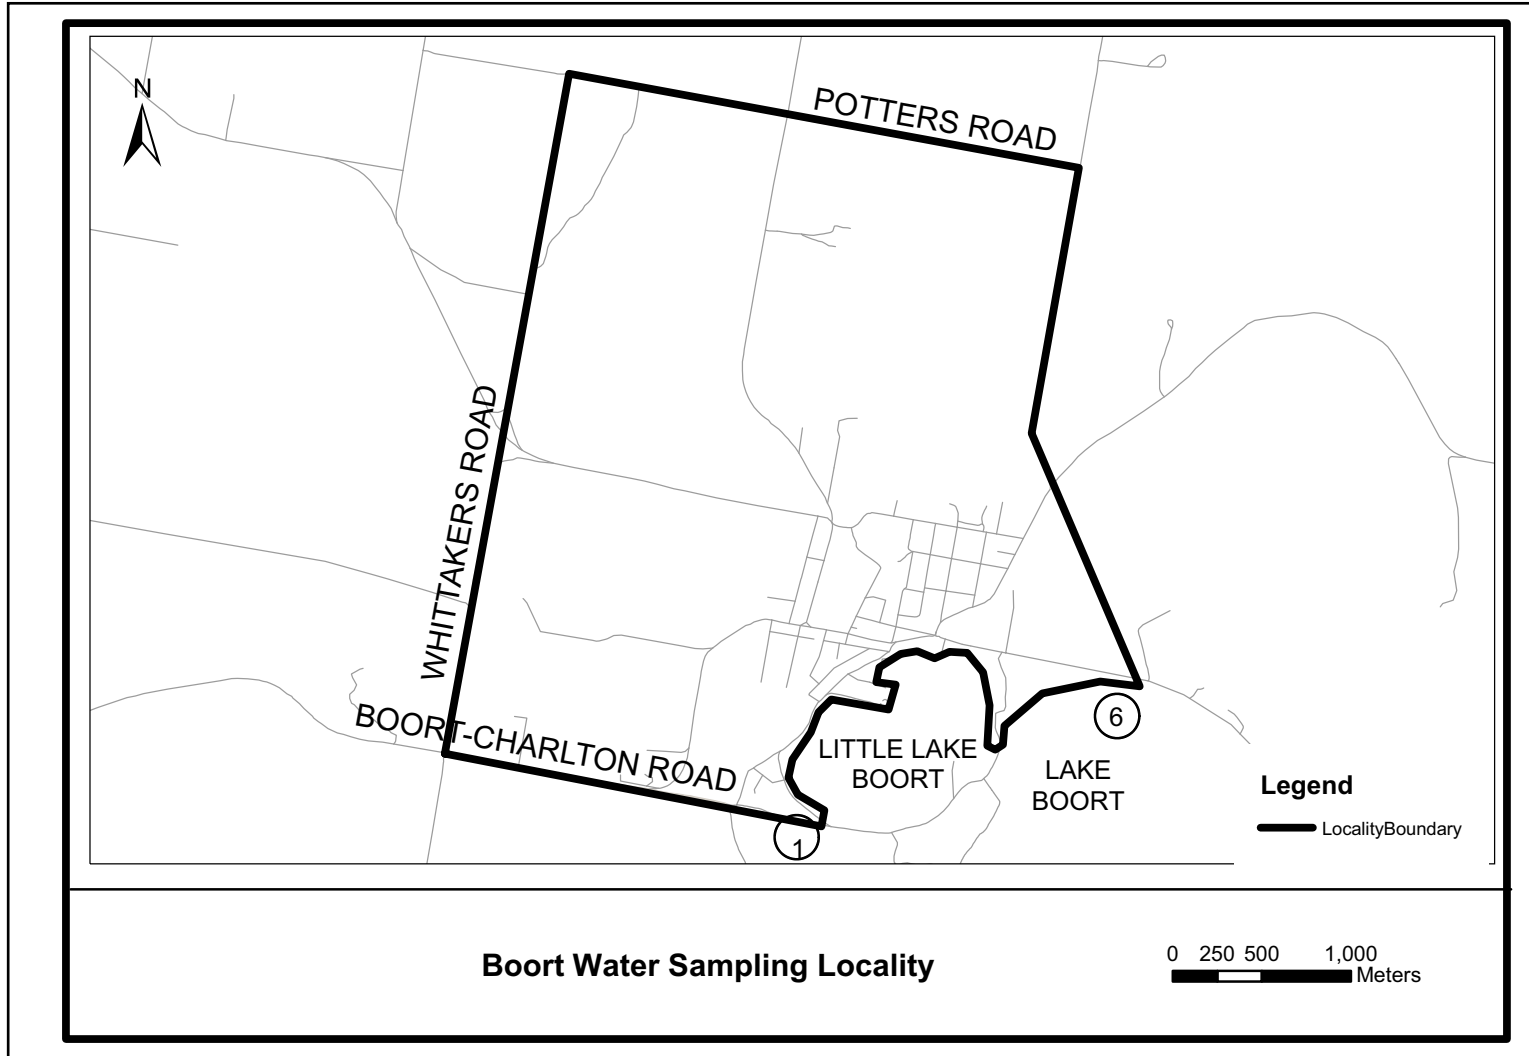 N
POTTERS ROAD
WHITTAKERS ROAD
BOORT-CHARLTON ROAD
6
LITTLE LAKE
BOORT
LAKE
BOORT
1
Legend
LocalityBoundary
Boort Water Sampling Locality
0 250 500 1,000
Meters